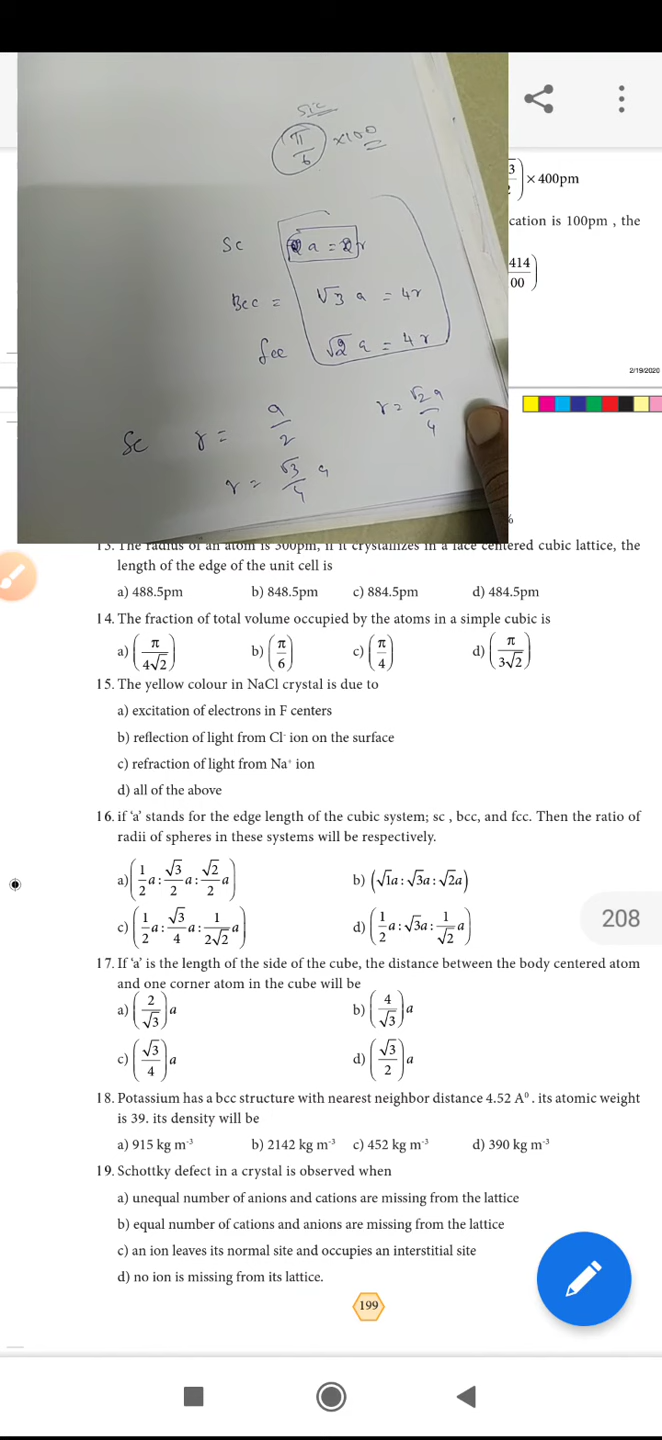 SC
π/6 ×100
√3/2) × 400pm
cation is 100pm , the
SC a = 2r
414
00
Bcc = √3 a = 4r
fcc √2 a = 4r
2/19/2020
SC r = a/2 r = √2a/4
r = √3/4 a
%
13. The radius of an atom is 300pm, if it crystallizes in a face centered cubic lattice, the
length of the edge of the unit cell is
a) 488.5pm b) 848.5pm c) 884.5pm d) 484.5pm
14. The fraction of total volume occupied by the atoms in a simple cubic is
a) (π/4√2) b) (π/6) c) (π/4) d) (π/3√2)
15. The yellow colour in NaCl crystal is due to
a) excitation of electrons in F centers
b) reflection of light from Cl⁻ ion on the surface
c) refraction of light from Na⁺ ion
d) all of the above
16. if ‘a’ stands for the edge length of the cubic system; sc , bcc, and fcc. Then the ratio of
radii of spheres in these systems will be respectively.
a) (1/2 a : √3/2 a : √2/2 a) b) (√1a : √3a : √2a)
c) (1/2 a : √3/4 a : 1/2√2 a) d) (1/2 a : √3a : 1/√2 a)
17. If ‘a’ is the length of the side of the cube, the distance between the body centered atom
and one corner atom in the cube will be
a) (2/√3) a b) (4/√3) a
c) (√3/4) a d) (√3/2) a
18. Potassium has a bcc structure with nearest neighbor distance 4.52 A⁰ . its atomic weight
is 39. its density will be
a) 915 kg m⁻³ b) 2142 kg m⁻³ c) 452 kg m⁻³ d) 390 kg m⁻³
19. Schottky defect in a crystal is observed when
a) unequal number of anions and cations are missing from the lattice
b) equal number of cations and anions are missing from the lattice
c) an ion leaves its normal site and occupies an interstitial site
d) no ion is missing from its lattice.
199
208